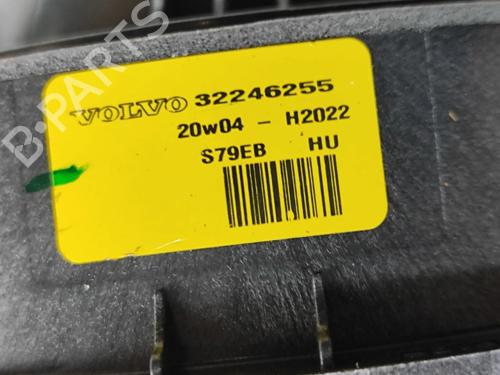 VOLVO 32246255
20w04 - H2022
S79EB HU
B-PARTS